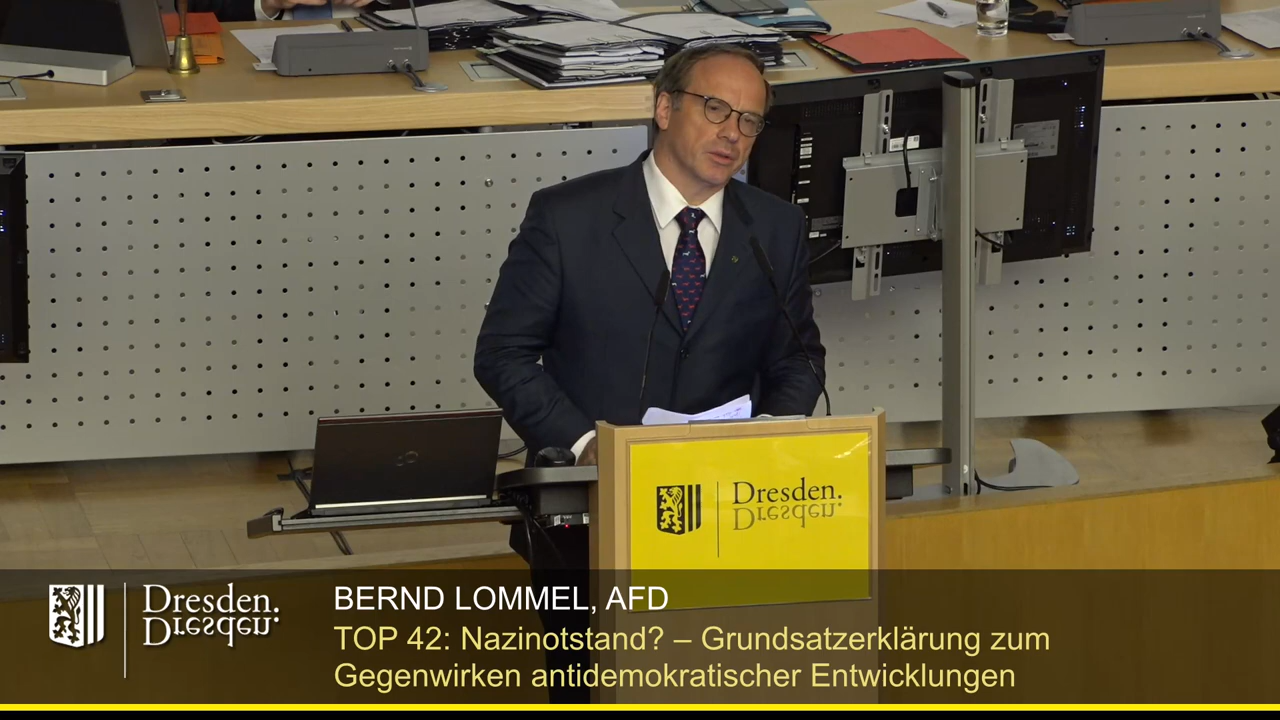 Dresden.
Dresden.
Dresden.
Dresden.
BERND LOMMEL, AFD
TOP 42: Nazinotstand? – Grundsatzerklärung zum
Gegenwirken antidemokratischer Entwicklungen